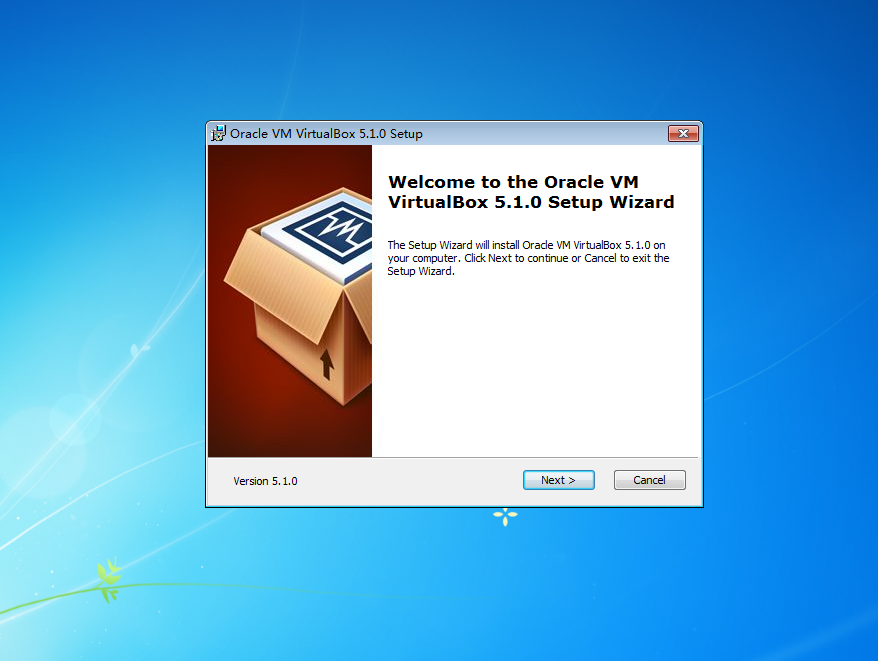 Oracle VM VirtualBox 5.1.0 Setup
Welcome to the Oracle VM
VirtualBox 5.1.0 Setup Wizard
The Setup Wizard will install Oracle VM VirtualBox 5.1.0 on
your computer. Click Next to continue or Cancel to exit the
Setup Wizard.
Version 5.1.0
Next >
Cancel